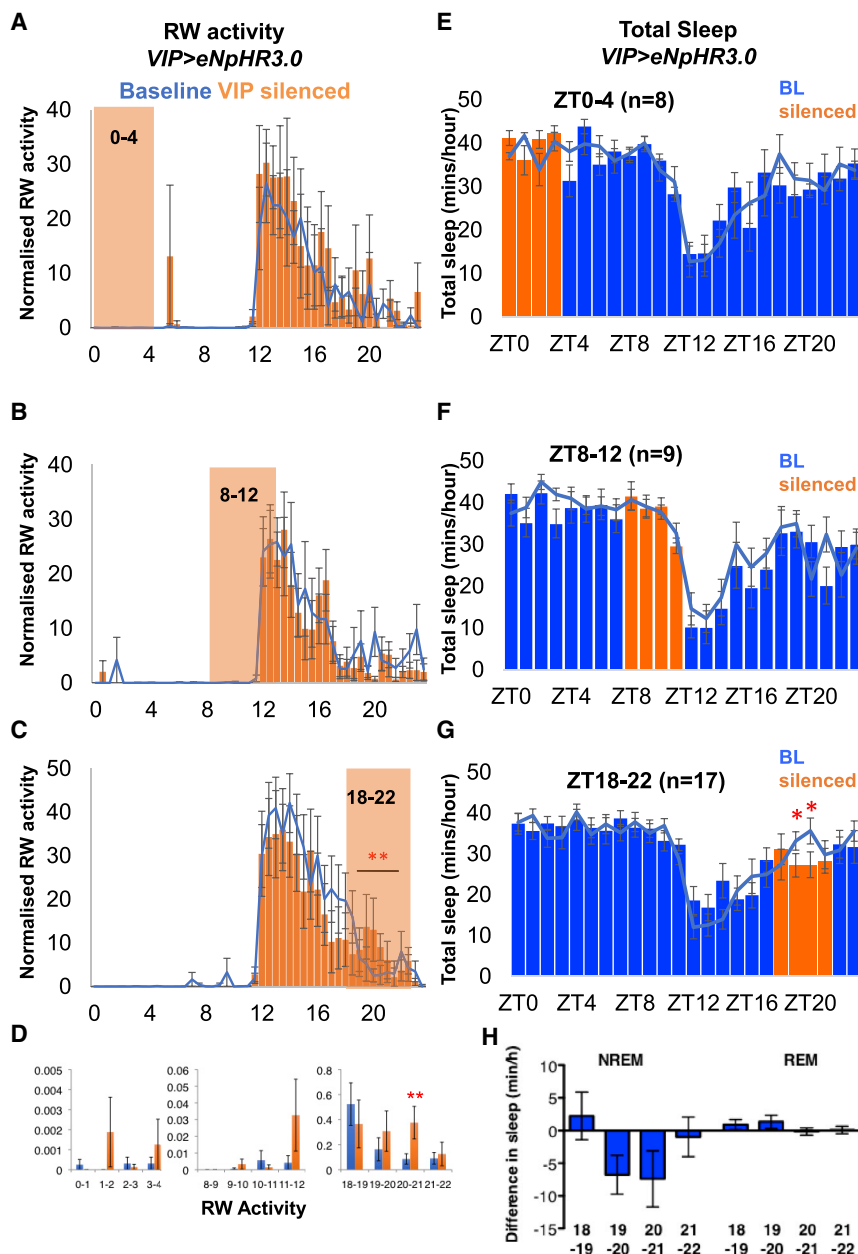 A
RW activity
VIP>eNpHR3.0
Baseline VIP silenced
Normalised RW activity
40
30
20
10
0
0-4
0 4 8 12 16 20
B
Normalised RW activity
40
30
20
10
0
8-12
0 4 8 12 16 20
C
Normalised RW activity
50
40
30
20
10
0
18-22
**
0 4 8 12 16 20
D
0.005
0.004
0.003
0.002
0.001
0
0-1 1-2 2-3 3-4
0.06
0.05
0.04
0.03
0.02
0.01
0
8-9 9-10 10-11 11-12
0.8
0.6
0.4
0.2
0
**
18-19 19-20 20-21 21-22
RW Activity
E
Total Sleep
VIP>eNpHR3.0
ZT0-4 (n=8)
BL
silenced
Total sleep (mins/hour)
50
40
30
20
10
0
ZT0 ZT4 ZT8 ZT12 ZT16 ZT20
F
ZT8-12 (n=9)
BL
silenced
Total sleep (mins/hour)
50
40
30
20
10
0
ZT0 ZT4 ZT8 ZT12 ZT16 ZT20
G
ZT18-22 (n=17)
BL
silenced
* *
Total sleep (mins/hour)
50
40
30
20
10
0
ZT0 ZT4 ZT8 ZT12 ZT16 ZT20
H
NREM REM
Difference in sleep (min/h)
10
5
0
-5
-10
-15
18 19 20 21 18 19 20 21
-19 -20 -21 -22 -19 -20 -21 -22